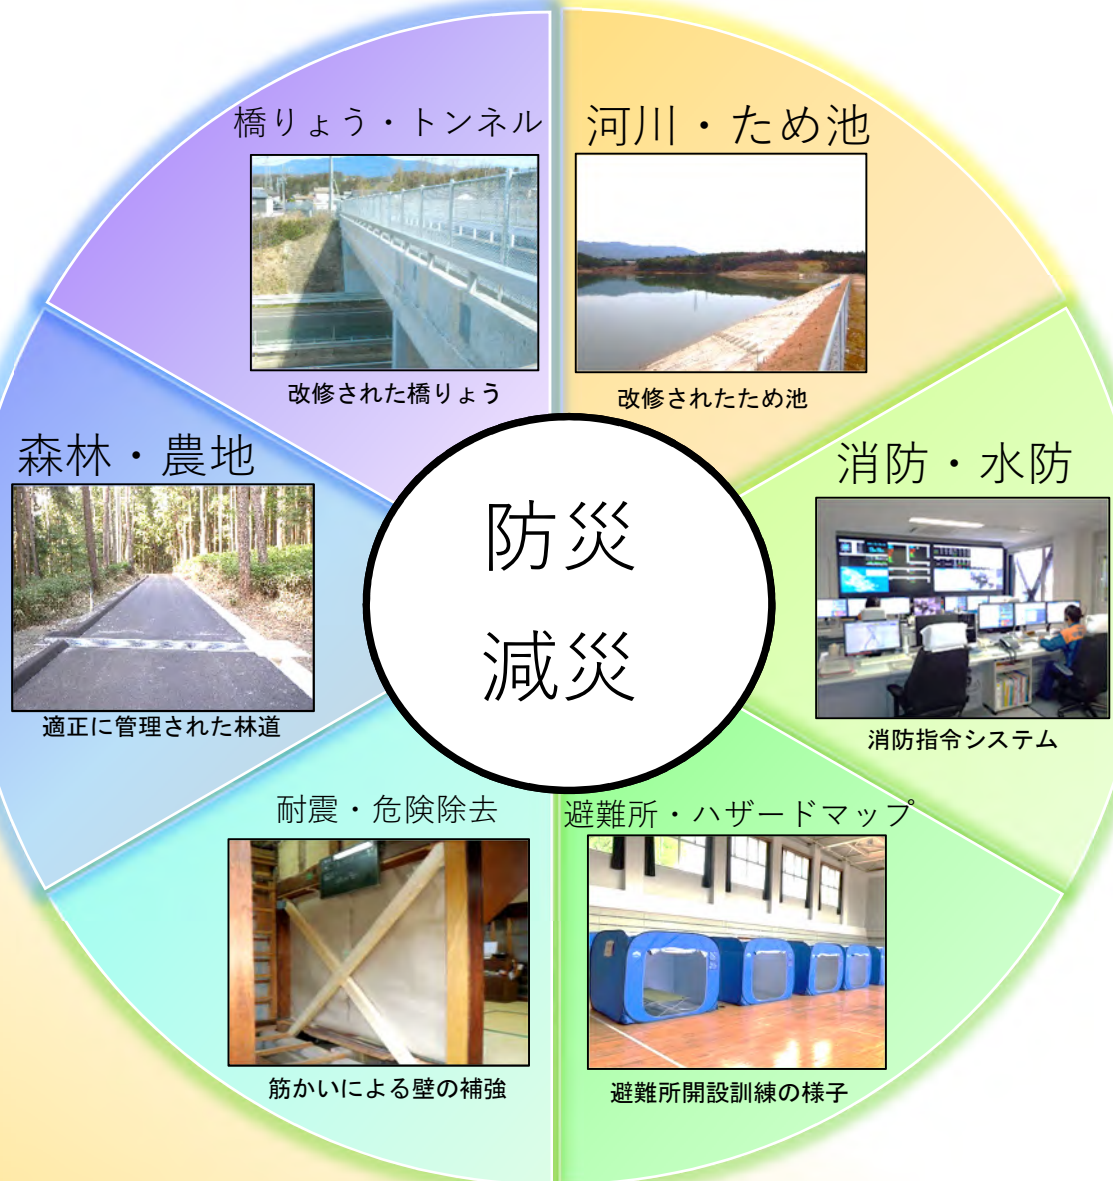 橋りょう・トンネル
改修された橋りょう
河川・ため池
改修されたため池
森林・農地
適正に管理された林道
防災
減災
消防・水防
消防指令システム
耐震・危険除去
筋かいによる壁の補強
避難所・ハザードマップ
避難所開設訓練の様子